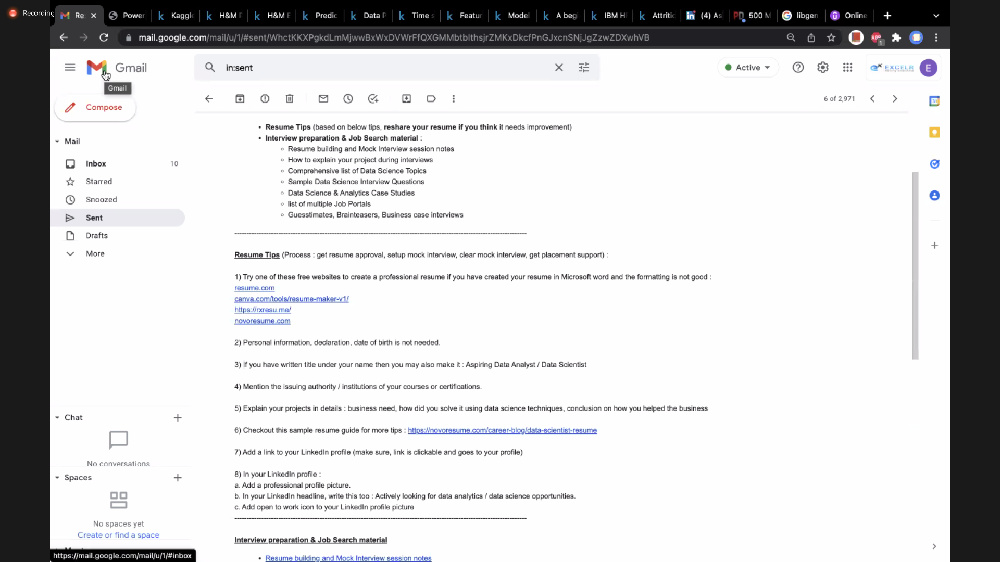 Recording
Re:
Power
Kaggle
H&M F
H&M E
Predic
Data P
Time s
Featur
Model
A begi
IBM H
Attritic
(4) As
500 M
libgen
Online
mail.google.com/mail/u/1/#sent/WhctKKXPgkdLmMjwwBxWxDVWrFfQXGMMbtblthsjrZMKxDkcfPnGJxcnSNjJgZzwZDXwhVB
ABP
1
Gmail
in:sent
Active
EXCELR
E
Gmail
Compose
6 of 2,971
31
Mail
Inbox 10
Starred
Snoozed
Sent
Drafts
More
Chat
No conversations
Spaces
No spaces yet
Create or find a space
https://mail.google.com/mail/u/1/#inbox
• Resume Tips (based on below tips, reshare your resume if you think it needs improvement)
• Interview preparation & Job Search material :
◦ Resume building and Mock Interview session notes
◦ How to explain your project during interviews
◦ Comprehensive list of Data Science Topics
◦ Sample Data Science Interview Questions
◦ Data Science & Analytics Case Studies
◦ list of multiple Job Portals
◦ Guesstimates, Brainteasers, Business case interviews
Resume Tips (Process : get resume approval, setup mock interview, clear mock interview, get placement support) :
1) Try one of these free websites to create a professional resume if you have created your resume in Microsoft word and the formatting is not good :
resume.com
canva.com/tools/resume-maker-v1/
https://rxresu.me/
novoresume.com
2) Personal information, declaration, date of birth is not needed.
3) If you have written title under your name then you may also make it : Aspiring Data Analyst / Data Scientist
4) Mention the issuing authority / institutions of your courses or certifications.
5) Explain your projects in details : business need, how did you solve it using data science techniques, conclusion on how you helped the business
6) Checkout this sample resume guide for more tips : https://novoresume.com/career-blog/data-scientist-resume
7) Add a link to your LinkedIn profile (make sure, link is clickable and goes to your profile)
8) In your LinkedIn profile :
a. Add a professional profile picture.
b. In your LinkedIn headline, write this too : Actively looking for data analytics / data science opportunities.
c. Add open to work icon to your LinkedIn profile picture
Interview preparation & Job Search material
• Resume building and Mock Interview session notes